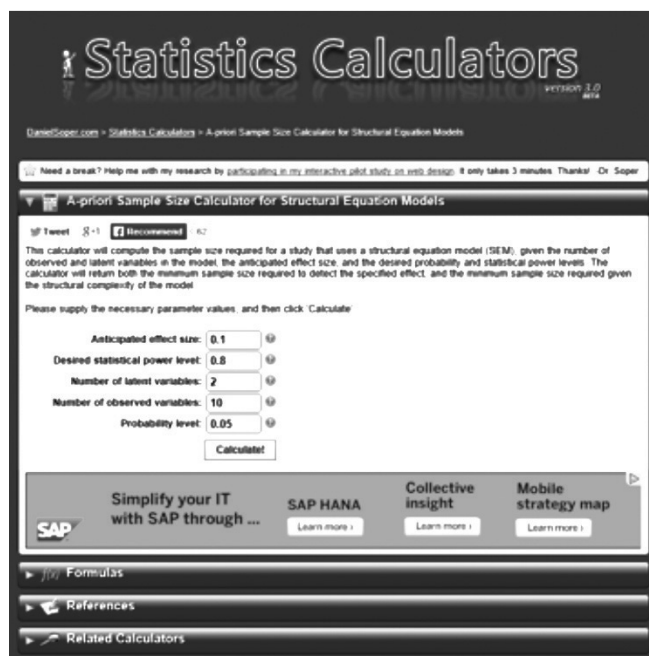 Statistics Calculators
version 3.0
BETA
DanielSoper.com > Statistics Calculators > A-priori Sample Size Calculator for Structural Equation Models
Need a break? Help me with my research by participating in my interactive pilot study on web design. It only takes 3 minutes. Thanks! -Dr. Soper
A-priori Sample Size Calculator for Structural Equation Models
Tweet +1 Recommend 62
This calculator will compute the sample size required for a study that uses a structural equation model (SEM), given the number of
observed and latent variables in the model, the anticipated effect size, and the desired probability and statistical power levels. The
calculator will return both the minimum sample size required to detect the specified effect, and the minimum sample size required given
the structural complexity of the model.
Please supply the necessary parameter values, and then click 'Calculate'.
Anticipated effect size: 0.1
Desired statistical power level: 0.8
Number of latent variables: 2
Number of observed variables: 10
Probability level: 0.05
Calculate!
Simplify your IT
with SAP through ...
SAP
SAP HANA
Learn more ›
Collective
insight
Learn more ›
Mobile
strategy map
Learn more ›
f(x) Formulas
References
Related Calculators